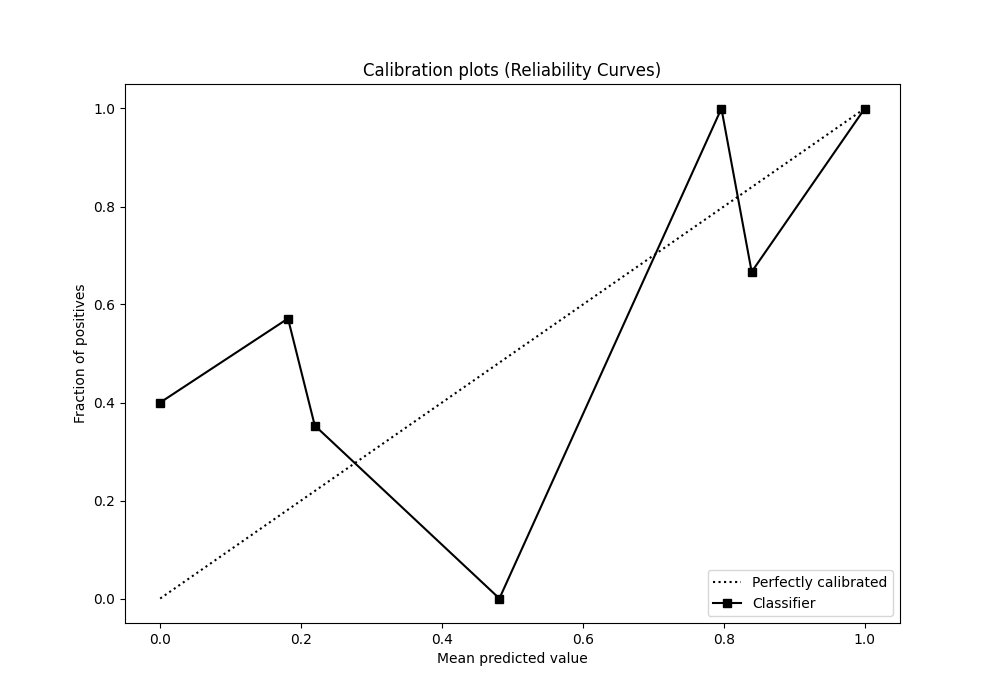 Calibration plots (Reliability Curves)
1.0
0.8
0.6
0.4
0.2
0.0
Fraction of positives
0.0 0.2 0.4 0.6 0.8 1.0
Mean predicted value
Perfectly calibrated
Classifier